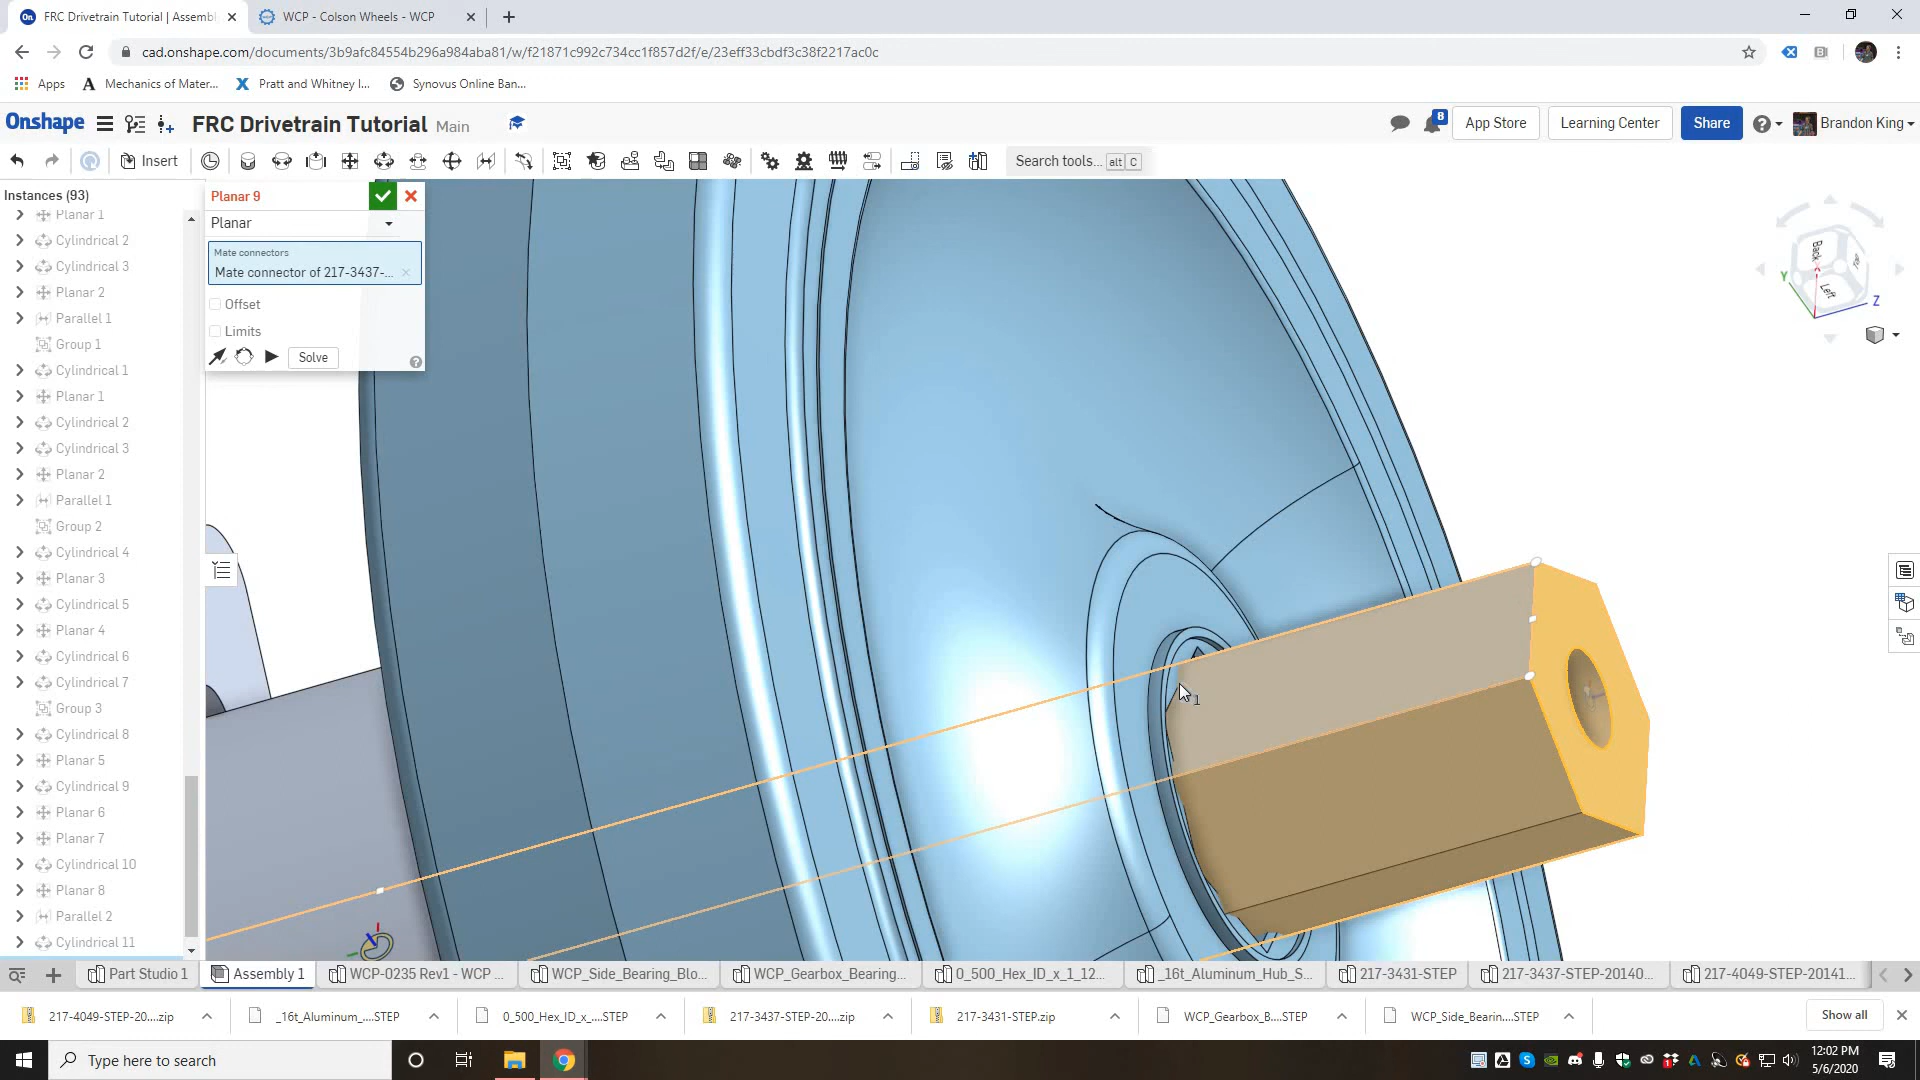 On FRC Drivetrain Tutorial | Assembl
WCP - Colson Wheels - WCP
cad.onshape.com/documents/3b9afc84554b296a984aba81/w/f21871c992c734cc1f857d2f/e/23eff33cbdf3c38f2217ac0c
Apps
Mechanics of Mater...
Pratt and Whitney I...
Synovus Online Ban...
Onshape
FRC Drivetrain Tutorial Main
8
App Store
Learning Center
Share
Brandon King
Insert
Search tools... alt C
Instances (93)
Planar 1
Cylindrical 2
Cylindrical 3
Planar 2
Parallel 1
Group 1
Cylindrical 1
Planar 1
Cylindrical 2
Cylindrical 3
Planar 2
Parallel 1
Group 2
Cylindrical 4
Planar 3
Cylindrical 5
Planar 4
Cylindrical 6
Cylindrical 7
Group 3
Cylindrical 8
Planar 5
Cylindrical 9
Planar 6
Planar 7
Cylindrical 10
Planar 8
Parallel 2
Cylindrical 11
Planar 9
Planar
Mate connectors
Mate connector of 217-3437-...
Offset
Limits
Solve
Back
Left
Y
Z
1
Part Studio 1
Assembly 1
WCP-0235 Rev1 - WCP ...
WCP_Side_Bearing_Blo...
WCP_Gearbox_Bearing...
0_500_Hex_ID_x_1_12...
_16t_Aluminum_Hub_S...
217-3431-STEP
217-3437-STEP-20140...
217-4049-STEP-20141...
217-4049-STEP-20....zip
_16t_Aluminum_....STEP
0_500_Hex_ID_x_....STEP
217-3437-STEP-20....zip
217-3431-STEP.zip
WCP_Gearbox_B....STEP
WCP_Side_Bearin....STEP
Show all
Type here to search
12:02 PM
5/6/2020